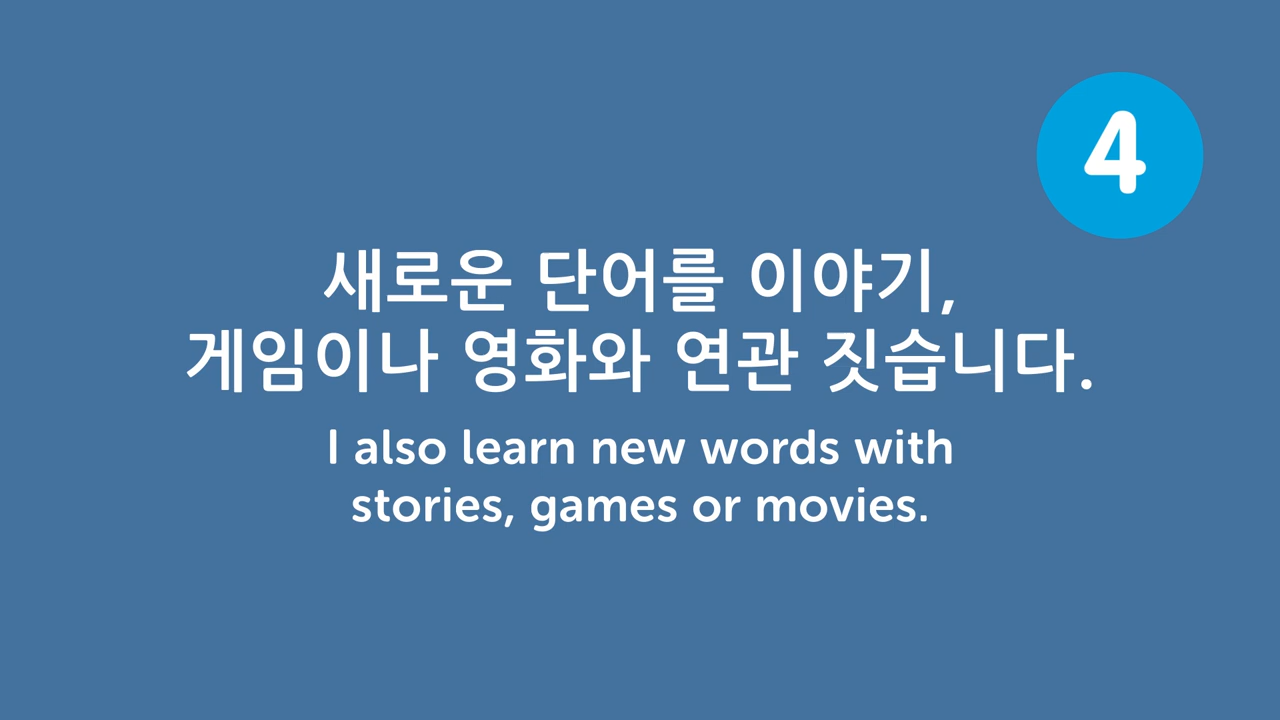 4
새로운 단어를 이야기,
게임이나 영화와 연관 짓습니다.
I also learn new words with
stories, games or movies.